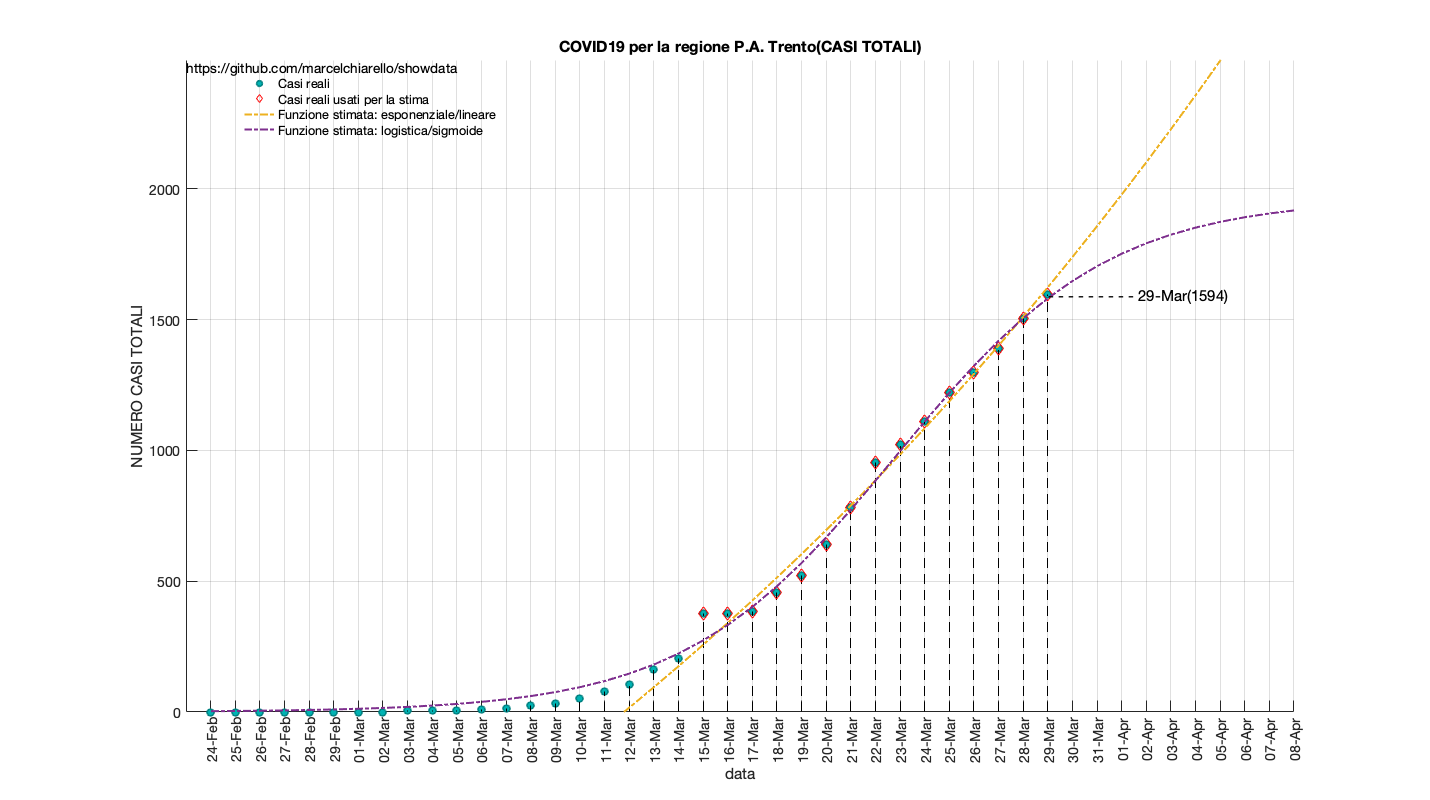 COVID19 per la regione P.A. Trento(CASI TOTALI)
https://github.com/marcelchiarello/showdata
Casi reali
Casi reali usati per la stima
Funzione stimata: esponenziale/lineare
Funzione stimata: logistica/sigmoide
NUMERO CASI TOTALI
2000
1500
1000
500
0
29-Mar(1594)
24-Feb
25-Feb
26-Feb
27-Feb
28-Feb
29-Feb
01-Mar
02-Mar
03-Mar
04-Mar
05-Mar
06-Mar
07-Mar
08-Mar
09-Mar
10-Mar
11-Mar
12-Mar
13-Mar
14-Mar
15-Mar
16-Mar
17-Mar
18-Mar
19-Mar
20-Mar
21-Mar
22-Mar
23-Mar
24-Mar
25-Mar
26-Mar
27-Mar
28-Mar
29-Mar
30-Mar
31-Mar
01-Apr
02-Apr
03-Apr
04-Apr
05-Apr
06-Apr
07-Apr
08-Apr
data